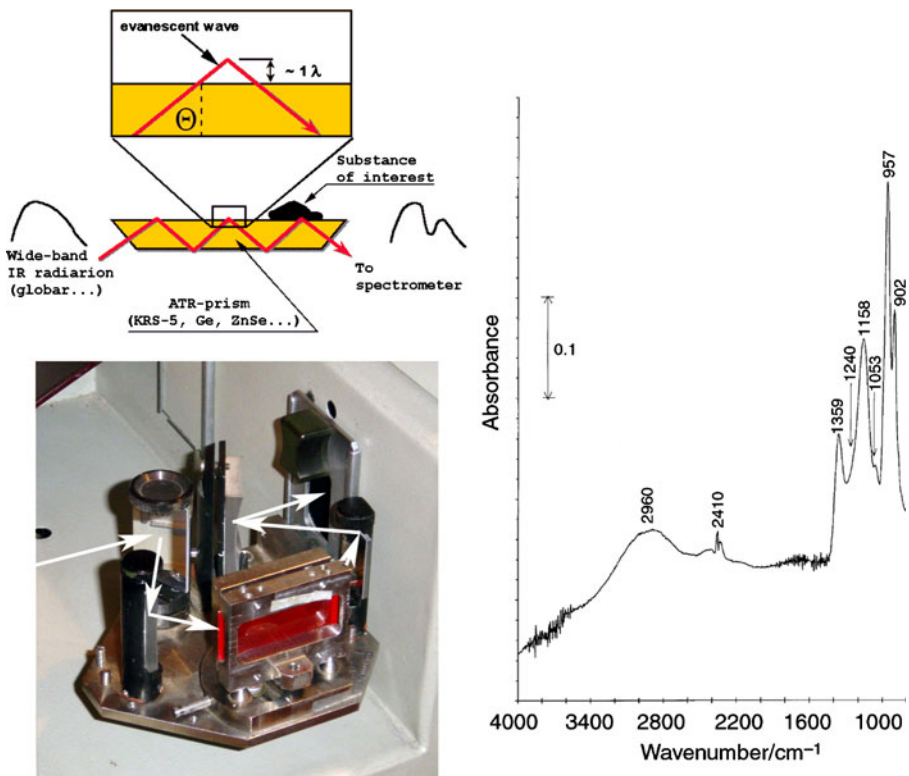 evanescent wave
~ 1 λ
Θ
Substance
of interest
Wide-band
IR radiarion
(globar...)
To
spectrometer
ATR-prism
(KRS-5, Ge, ZnSe...)
Absorbance
0.1
2960
2410
1359
1240
1158
1053
957
902
4000 3400 2800 2200 1600 1000
Wavenumber/cm⁻¹